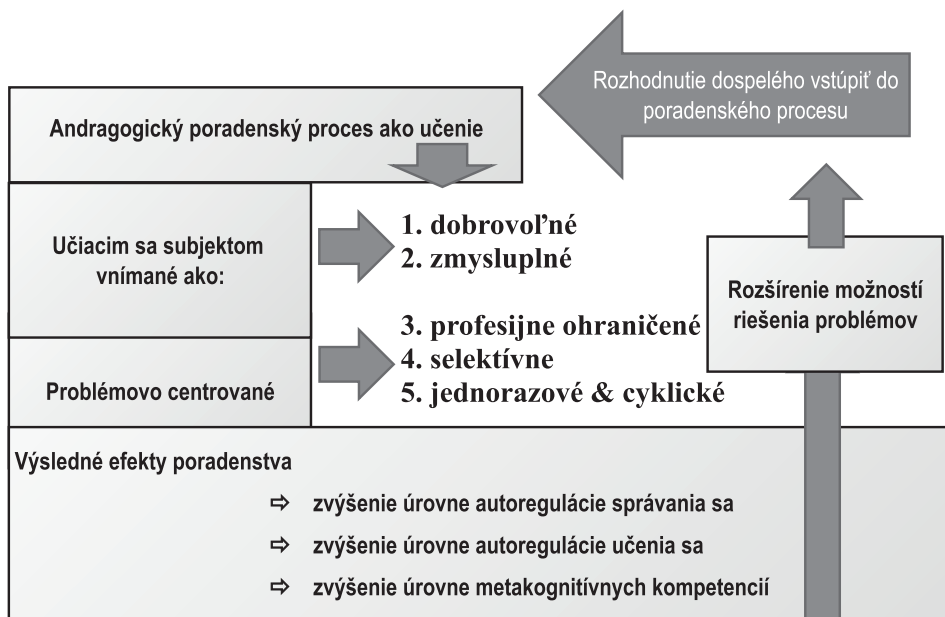 Rozhodnutie dospelého vstúpiť do
poradenského procesu
Andragogický poradenský proces ako učenie
Učiacim sa subjektom
vnímané ako:
1. dobrovoľné
2. zmysluplné
Rozšírenie možností
riešenia problémov
Problémovo centrované
3. profesijne ohraničené
4. selektívne
5. jednorazové & cyklické
Výsledné efekty poradenstva
⇨ zvýšenie úrovne autoregulácie správania sa
⇨ zvýšenie úrovne autoregulácie učenia sa
⇨ zvýšenie úrovne metakognitívnych kompetencií